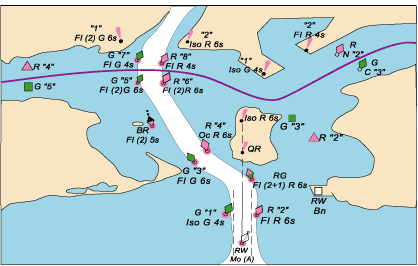 "1"
Fl (2) G 6s
"2"
Iso R 6s
"2"
Fl R 4s
G "7"
Fl G 4s
R "8"
Fl R 4s
"1"
Iso G 4s
R
N "2"
G
C "3"
R "4"
G "5"
G "5"
Fl (2)G 6s
R "6"
Fl (2)R 6s
BR
Fl (2) 5s
R "4"
Oc R 6s
Iso R 6s
G "3"
R "2"
QR
G "3"
Fl G 6s
RG
Fl (2+1) R 6s
RW
Bn
G "1"
Iso G 4s
R "2"
Fl R 6s
RW
Mo (A)